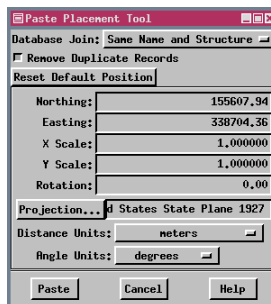 Paste Placement Tool
Database Join: Same Name and Structure
Remove Duplicate Records
Reset Default Position
Northing: 155607.94
Easting: 338704.36
X Scale: 1.000000
Y Scale: 1.000000
Rotation: 0.00
Projection... d States State Plane 1927
Distance Units: meters
Angle Units: degrees
Paste Cancel Help